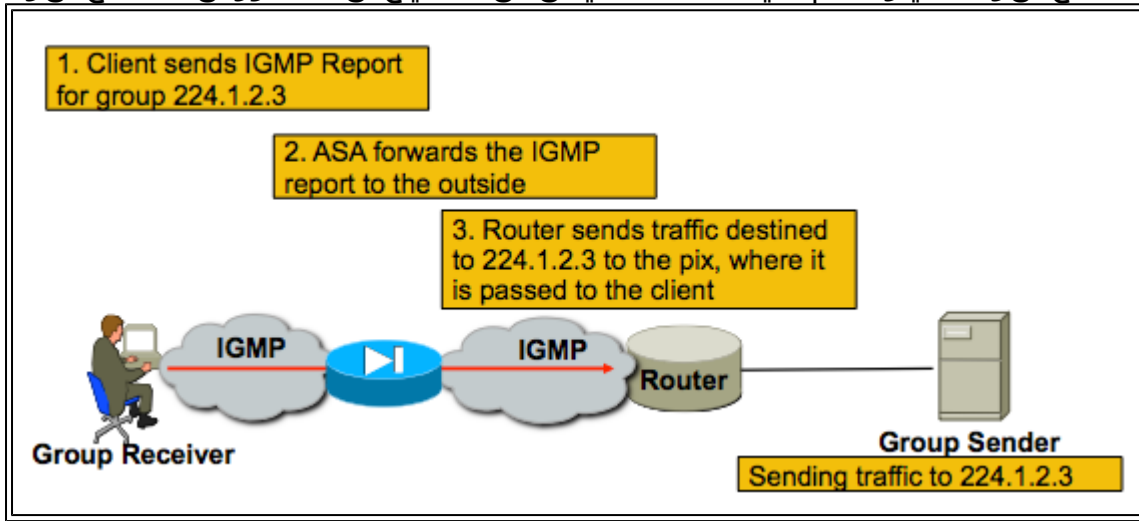 1. Client sends IGMP Report
for group 224.1.2.3
2. ASA forwards the IGMP
report to the outside
3. Router sends traffic destined
to 224.1.2.3 to the pix, where it
is passed to the client
IGMP
IGMP
Router
Group Receiver
Group Sender
Sending traffic to 224.1.2.3